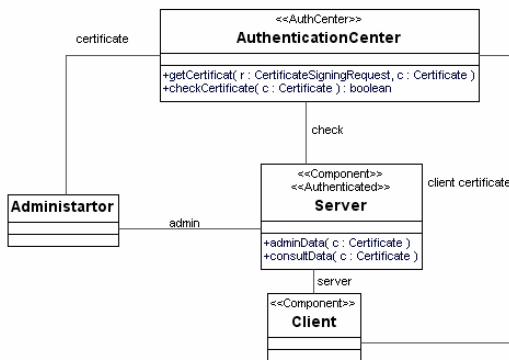 <<AuthCenter>>
AuthenticationCenter
certificate
+getCertificat( r : CertificateSigningRequest, c : Certificate )
+checkCertificate( c : Certificate ) : boolean
check
<<Component>>
<<Authenticated>>
client certificate
Server
Administartor
admin
+adminData( c : Certificate )
+consultData( c : Certificate )
server
<<Component>>
Client